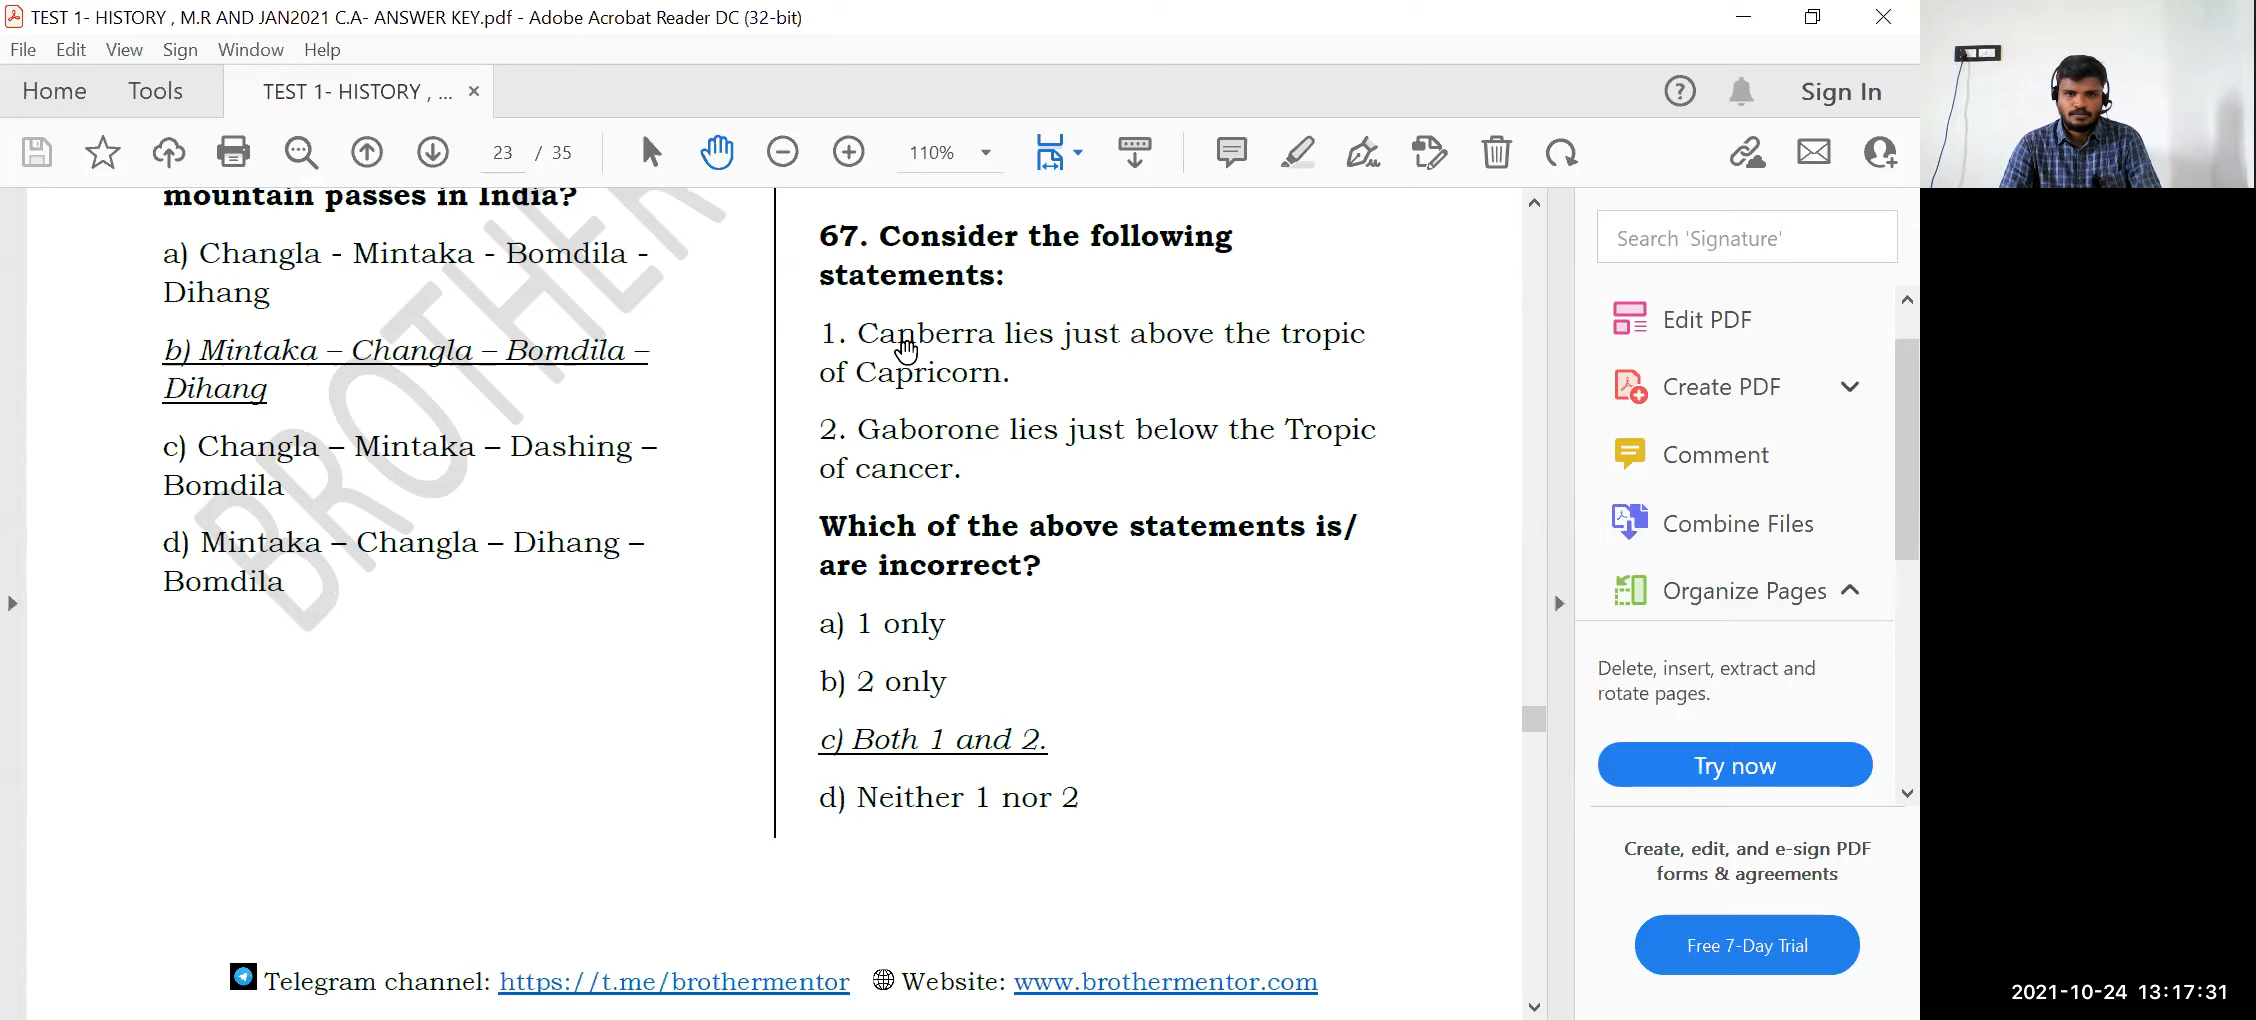 TEST 1- HISTORY , M.R AND JAN2021 C.A- ANSWER KEY.pdf - Adobe Acrobat Reader DC (32-bit)
File Edit View Sign Window Help
Home Tools TEST 1- HISTORY , ... × Sign In
23 / 35 110%
mountain passes in India?
a) Changla - Mintaka - Bomdila -
Dihang
b) Mintaka – Changla – Bomdila –
Dihang
c) Changla – Mintaka – Dashing –
Bomdila
d) Mintaka – Changla – Dihang –
Bomdila
BROTHER
67. Consider the following
statements:
1. Canberra lies just above the tropic
of Capricorn.
2. Gaborone lies just below the Tropic
of cancer.
Which of the above statements is/
are incorrect?
a) 1 only
b) 2 only
c) Both 1 and 2.
d) Neither 1 nor 2
Telegram channel: https://t.me/brothermentor Website: www.brothermentor.com
Search 'Signature'
Edit PDF
Create PDF
Comment
Combine Files
Organize Pages
Delete, insert, extract and
rotate pages.
Try now
Create, edit, and e-sign PDF
forms & agreements
Free 7-Day Trial
2021-10-24 13:17:31